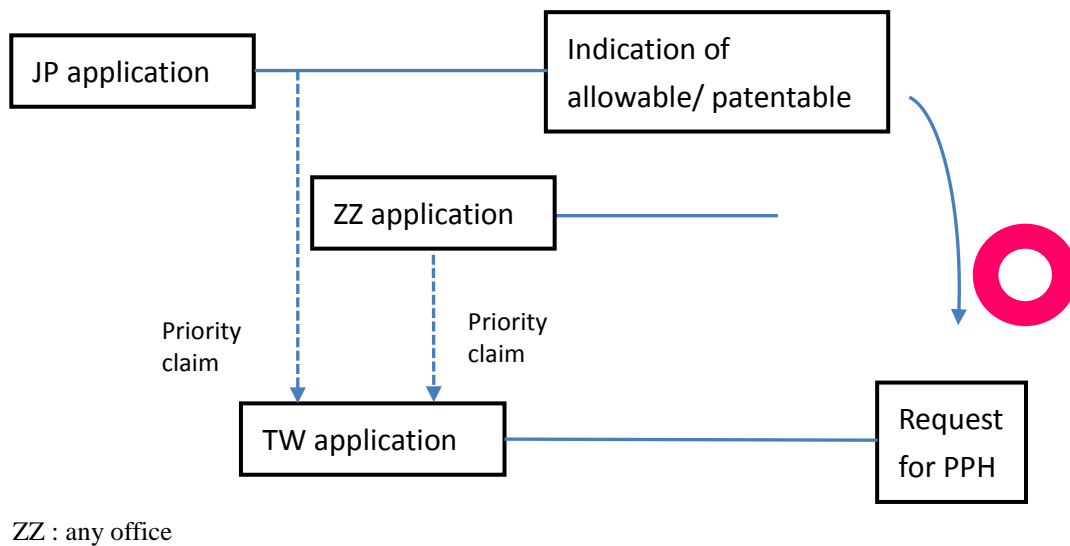 JP application
Indication of
allowable/ patentable
ZZ application
Priority
claim
Priority
claim
TW application
Request
for PPH
ZZ : any office